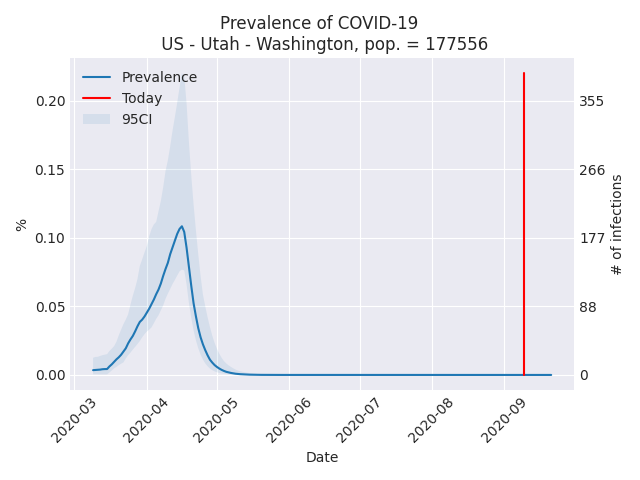 Prevalence of COVID-19
US - Utah - Washington, pop. = 177556
Prevalence
Today
95CI
0.20
0.15
0.10
0.05
0.00
%
355
266
177
88
0
# of infections
2020-03
2020-04
2020-05
2020-06
2020-07
2020-08
2020-09
Date